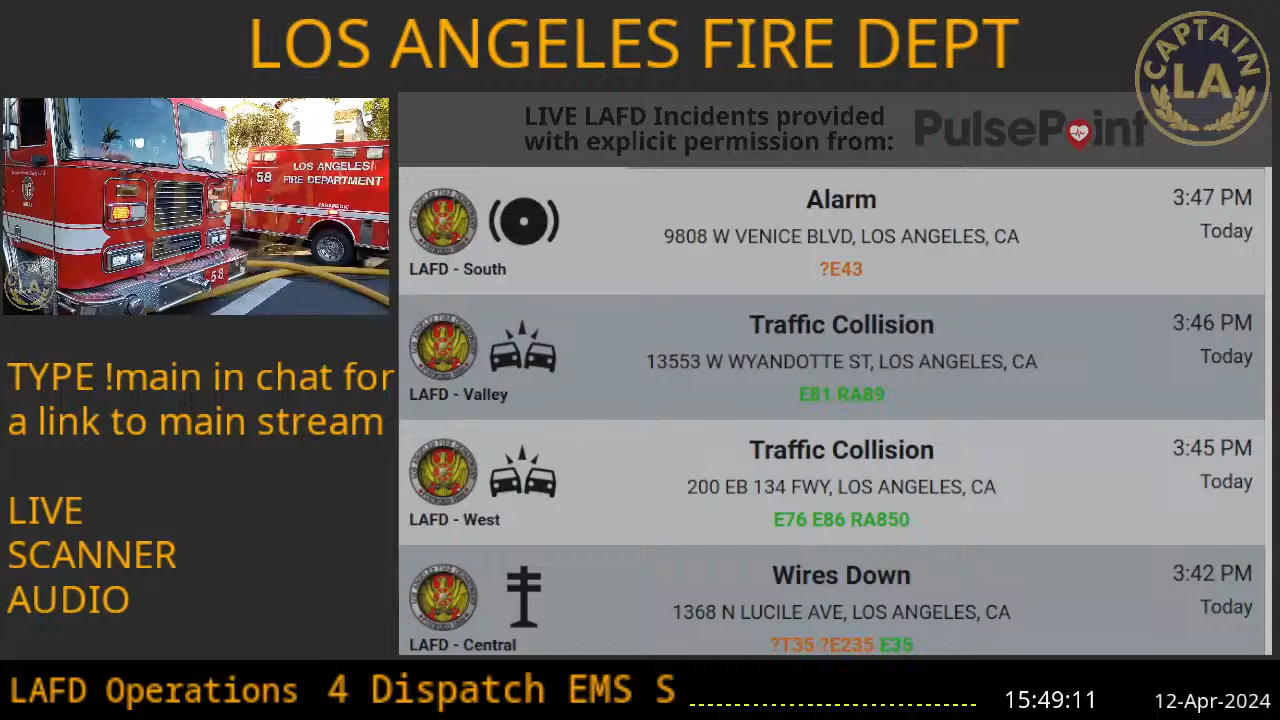 LOS ANGELES FIRE DEPT
CAPTAIN
LA
LIVE LAFD Incidents provided
with explicit permission from:
PulsePoint
58
LOS ANGELES
FIRE DEPARTMENT
PARAMEDIC
58
LA
Alarm
3:47 PM
9808 W VENICE BLVD, LOS ANGELES, CA
Today
LAFD - South
?E43
Traffic Collision
3:46 PM
13553 W WYANDOTTE ST, LOS ANGELES, CA
Today
LAFD - Valley
E81 RA89
Traffic Collision
3:45 PM
200 EB 134 FWY, LOS ANGELES, CA
Today
LAFD - West
E76 E86 RA850
Wires Down
3:42 PM
1368 N LUCILE AVE, LOS ANGELES, CA
Today
LAFD - Central
?T35 ?E235 E35
TYPE !main in chat for
a link to main stream
LIVE
SCANNER
AUDIO
LAFD Operations 4 Dispatch EMS S
15:49:11
12-Apr-2024